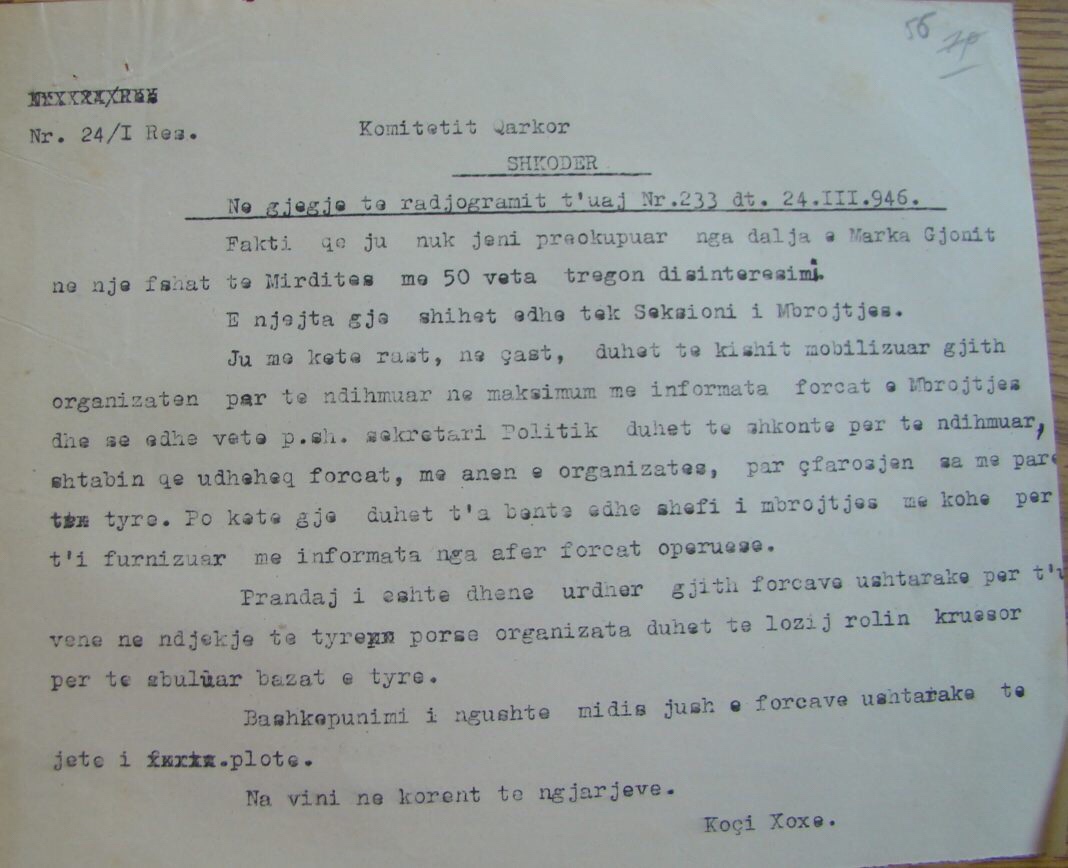 56
Nr. 24/I Res.
Komitetit Qarkor
SHKODER
Ne gjegje te radjogramit t'uaj Nr.233 dt. 24.III.946.
Fakti qe ju nuk jeni preokupuar nga dalja e Marka Gjonit
ne nje fshat te Mirdites me 50 veta tregon disinteresimi.
E njejta gje shihet edhe tek Seksioni i Mbrojtjes.
Ju me kete rast, ne çast, duhet te kishit mobilizuar gjith
organizaten par te ndihmuar ne maksimum me informata forcat e Mbrojtjes
dhe se edhe vete p.sh. sekretari Politik duhet te shkonte per te ndihmuar,
shtabin qe udheheq forcat, me anen e organizates, par çfarosjen sa me pare
tyre. Po kete gje duhet t'a bente edhe shefi i mbrojtjes me kohe per
t'i furnizuar me informata nga afer forcat operuese.
Prandaj i eshte dhene urdher gjith forcave ushtarake per t'u
vene ne ndjekje te tyre porse organizata duhet te lozij rolin kruesor
per te sbuluar bazat e tyre.
Bashkepunimi i ngushte midis jush e forcave ushtarake te
jete i plote.
Na vini ne korent te ngjarjeve.
Koçi Xoxe.